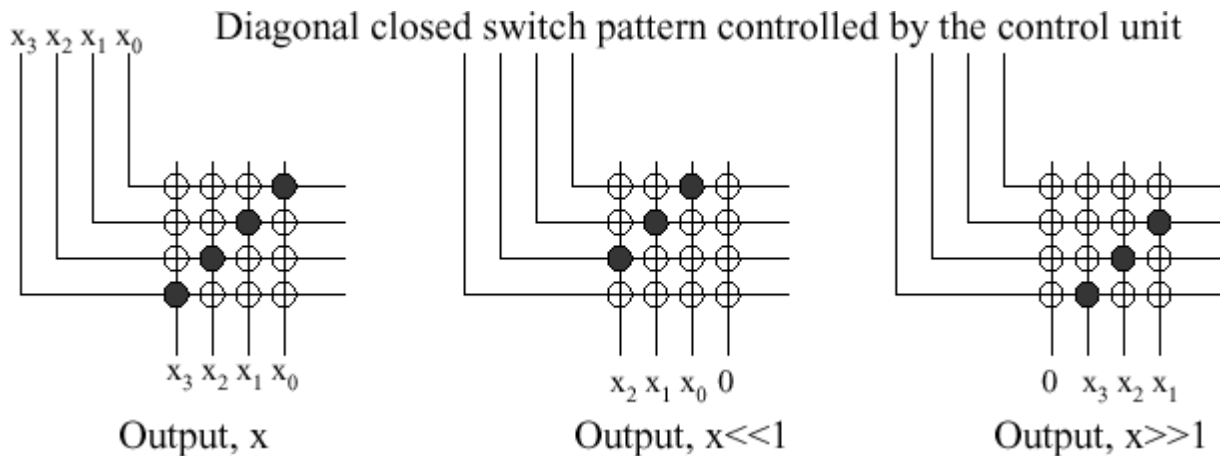 Diagonal closed switch pattern controlled by the control unit
x₃ x₂ x₁ x₀
x₃ x₂ x₁ x₀
x₂ x₁ x₀ 0
0 x₃ x₂ x₁
Output, x
Output, x<<1
Output, x>>1